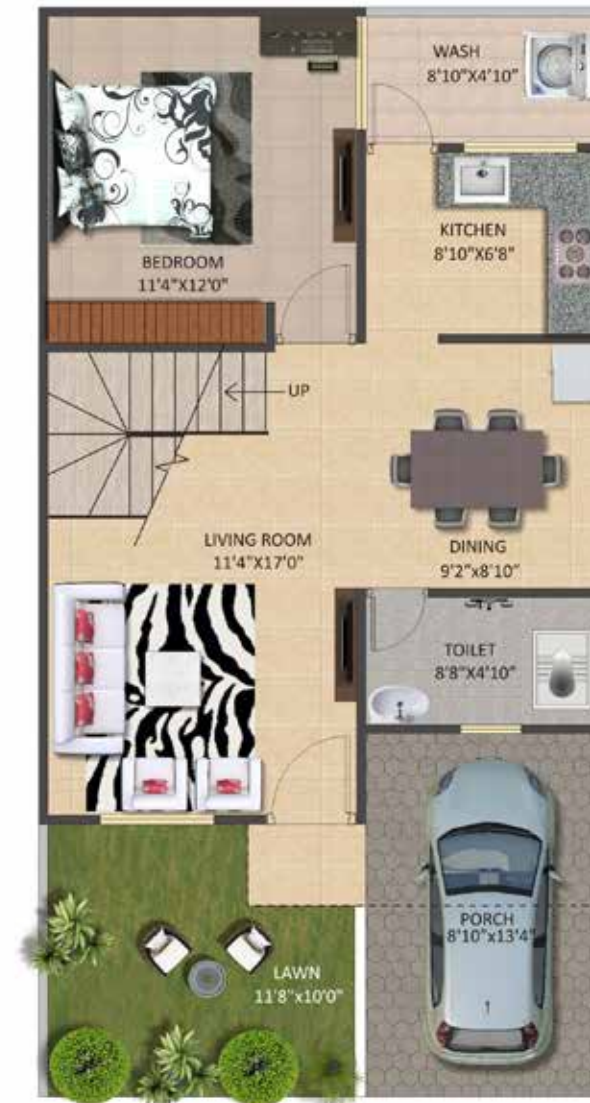 WASH
8'10"X4'10"
KITCHEN
8'10"X6'8"
BEDROOM
11'4"X12'0"
UP
LIVING ROOM
11'4"X17'0"
DINING
9'2"x8'10"
TOILET
8'8"X4'10"
PORCH
8'10"x13'4"
LAWN
11'8"x10'0"